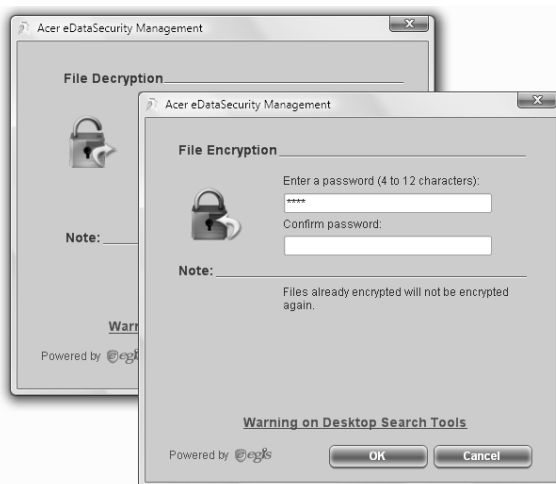 Acer eDataSecurity Management
File Decryption
Note:
Powered by
Acer eDataSecurity Management
File Encryption
Enter a password (4 to 12 characters):
****
Confirm password:
Note:
Files already encrypted will not be encrypted
again.
Warning on Desktop Search Tools
Powered by egis
OK
Cancel